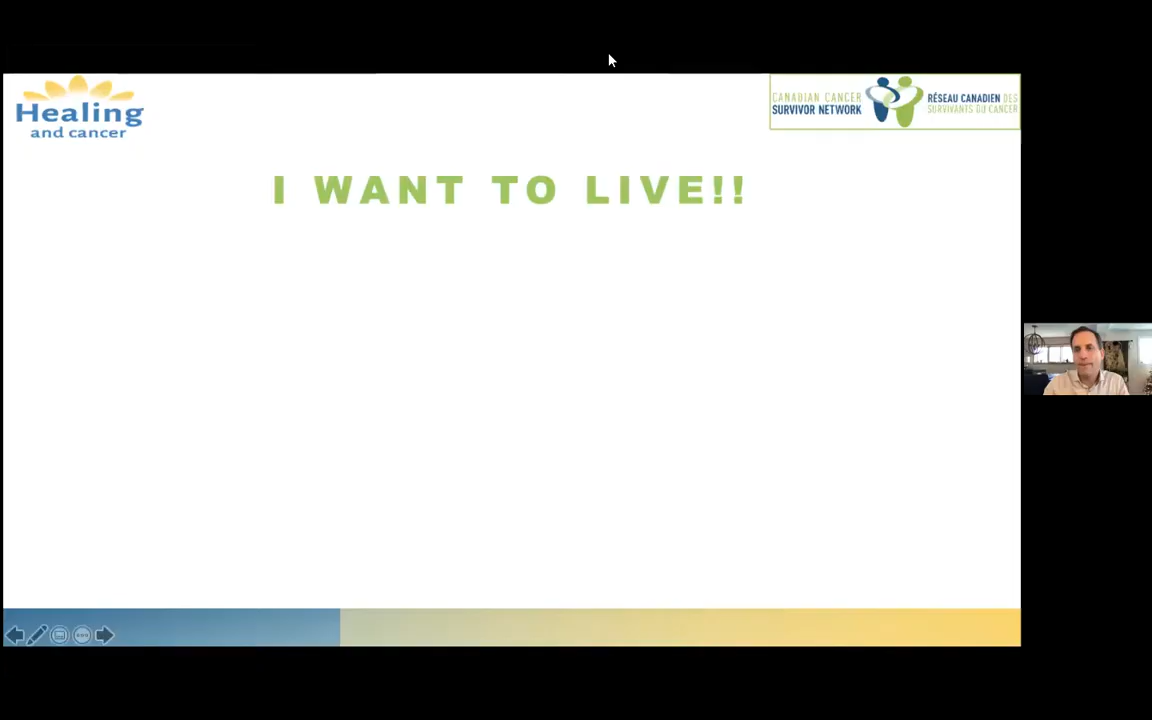 Healing
and cancer
CANADIAN CANCER
SURVIVOR NETWORK
RÉSEAU CANADIEN DES
SURVIVANTS DU CANCER
I WANT TO LIVE!!